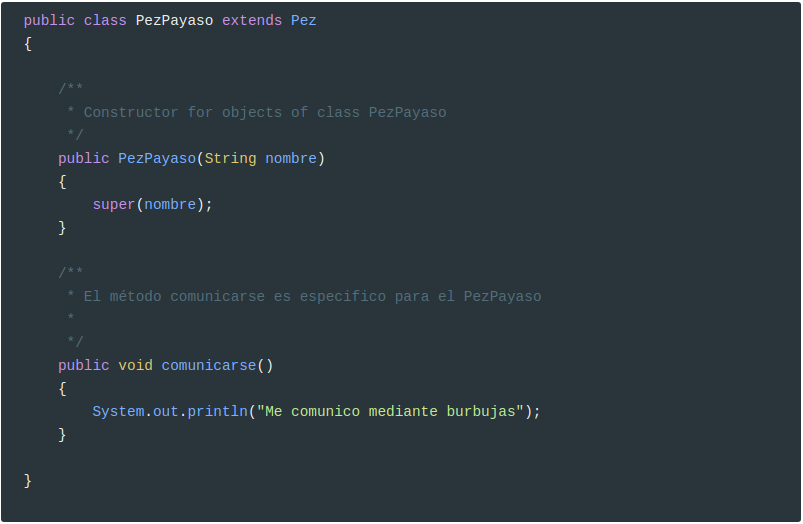 public class PezPayaso extends Pez
{
/**
* Constructor for objects of class PezPayaso
*/
public PezPayaso(String nombre)
{
super(nombre);
}
/**
* El método comunicarse es especifico para el PezPayaso
*
*/
public void comunicarse()
{
System.out.println("Me comunico mediante burbujas");
}
}